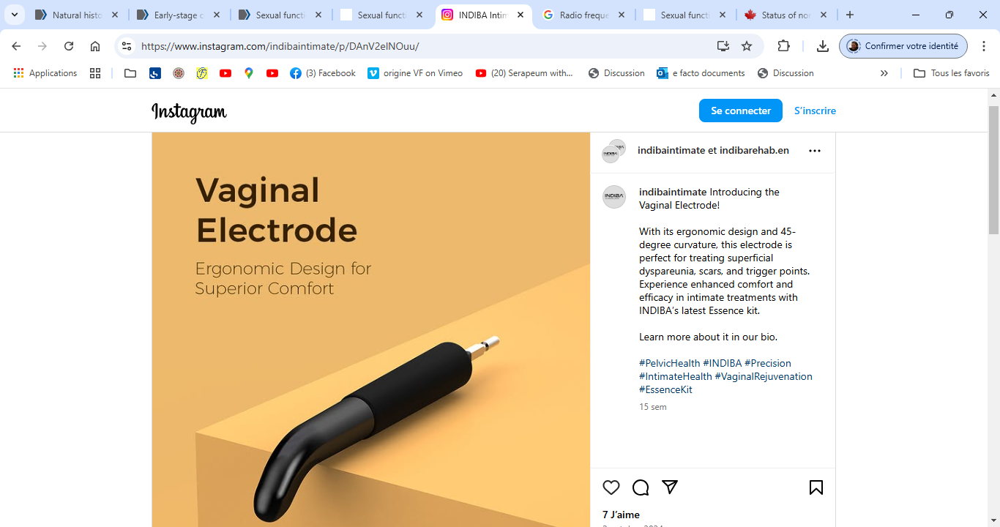 Natural histo
Early-stage c
Sexual functi
Sexual functi
INDIBA Intim
Radio freque
Sexual functi
Status of nor
https://www.instagram.com/indibaintimate/p/DAnV2elNOuu/
Confirmer votre identité
Applications
(3) Facebook
origine VF on Vimeo
(20) Serapeum with...
Discussion
e facto documents
Discussion
Tous les favoris
Instagram
Se connecter
S'inscrire
Vaginal
Electrode
Ergonomic Design for
Superior Comfort
indibaintimate et indibarehab.en
INDIBA
indibaintimate Introducing the
Vaginal Electrode!
With its ergonomic design and 45-
degree curvature, this electrode is
perfect for treating superficial
dyspareunia, scars, and trigger points.
Experience enhanced comfort and
efficacy in intimate treatments with
INDIBA's latest Essence kit.
Learn more about it in our bio.
#PelvicHealth #INDIBA #Precision
#IntimateHealth #VaginalRejuvenation
#EssenceKit
15 sem
7 J'aime